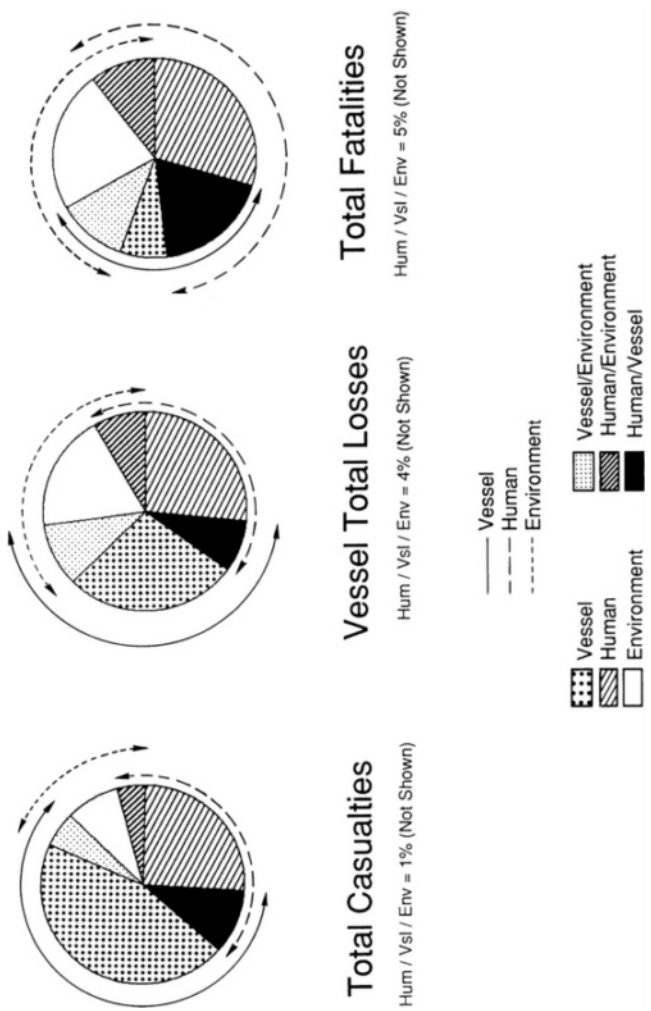 Total Casualties
Hum / Vsl / Env = 1% (Not Shown)
Vessel Total Losses
Hum / Vsl / Env = 4% (Not Shown)
Total Fatalities
Hum / Vsl / Env = 5% (Not Shown)
Vessel
Human
Environment
Vessel
Human
Environment
Vessel/Environment
Human/Environment
Human/Vessel